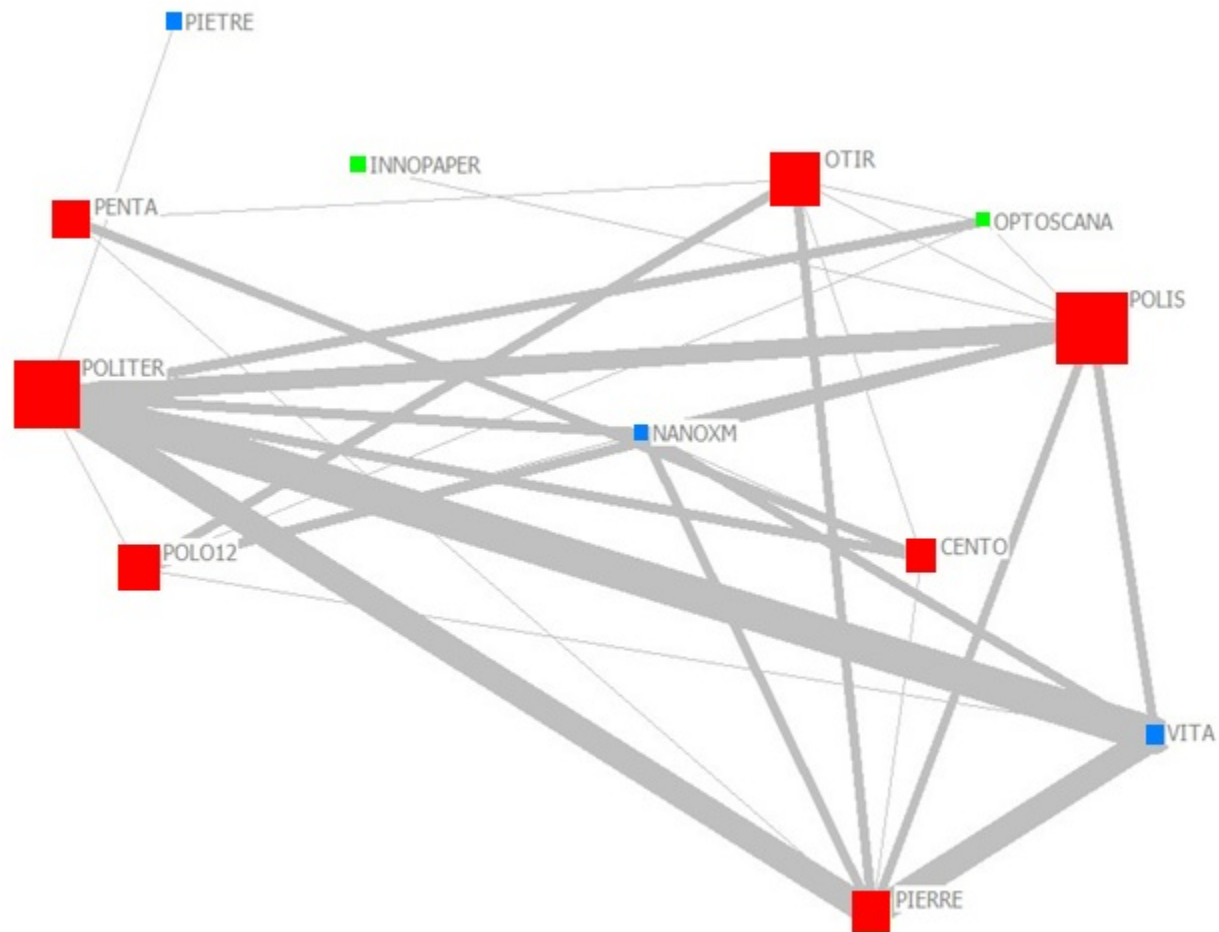 PIETRE
INNOPAPER
OTIR
PENTA
OPTOSCANA
POLIS
POLITER
NANOXM
POLO12
CENTO
VITA
PIERRE